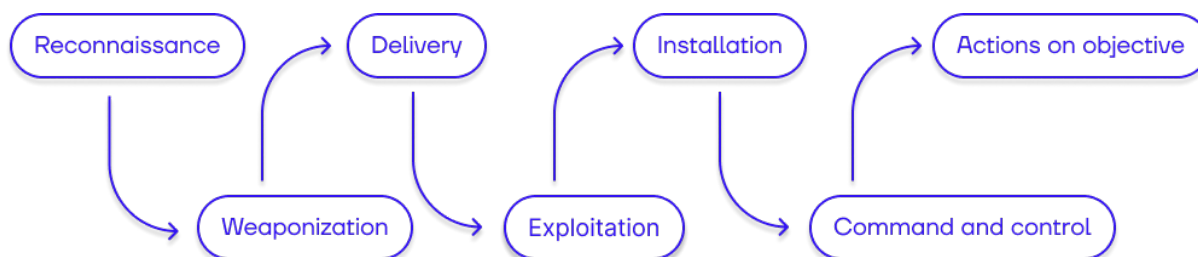 Reconnaissance
Weaponization
Delivery
Exploitation
Installation
Command and control
Actions on objective